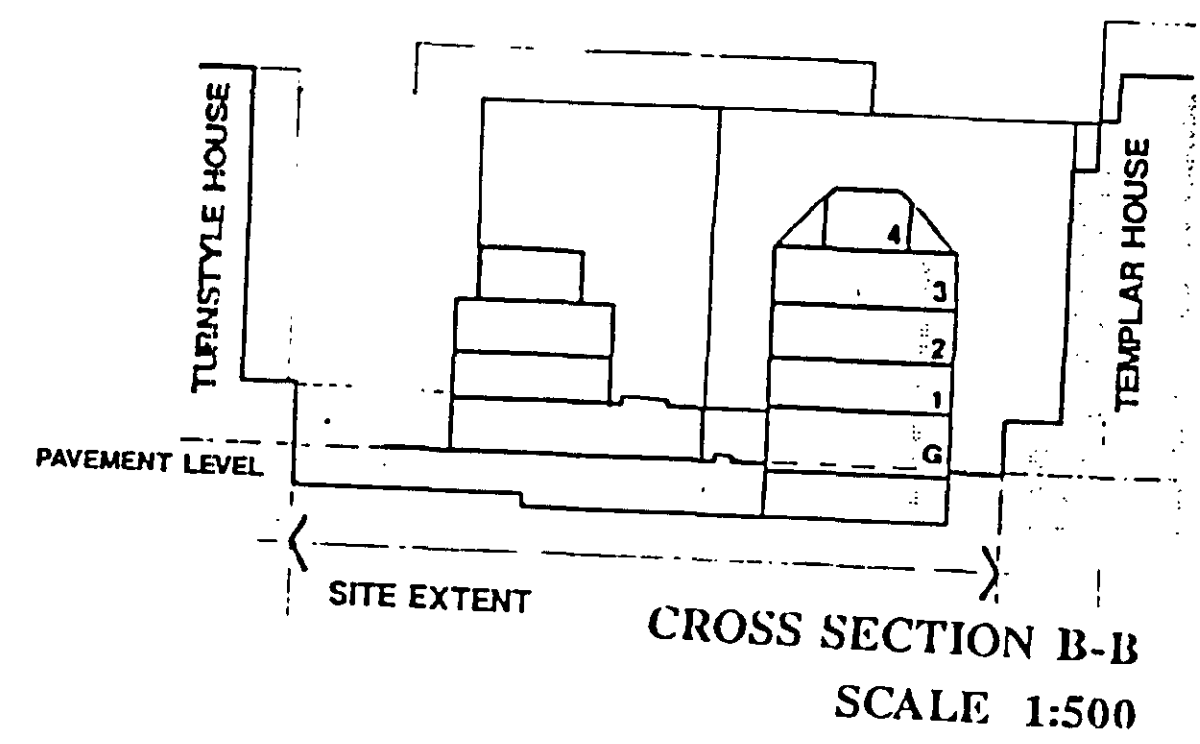 TURNSTYLE HOUSE
TEMPLAR HOUSE
4
3
2
1
G
PAVEMENT LEVEL
SITE EXTENT
CROSS SECTION B-B
SCALE 1:500